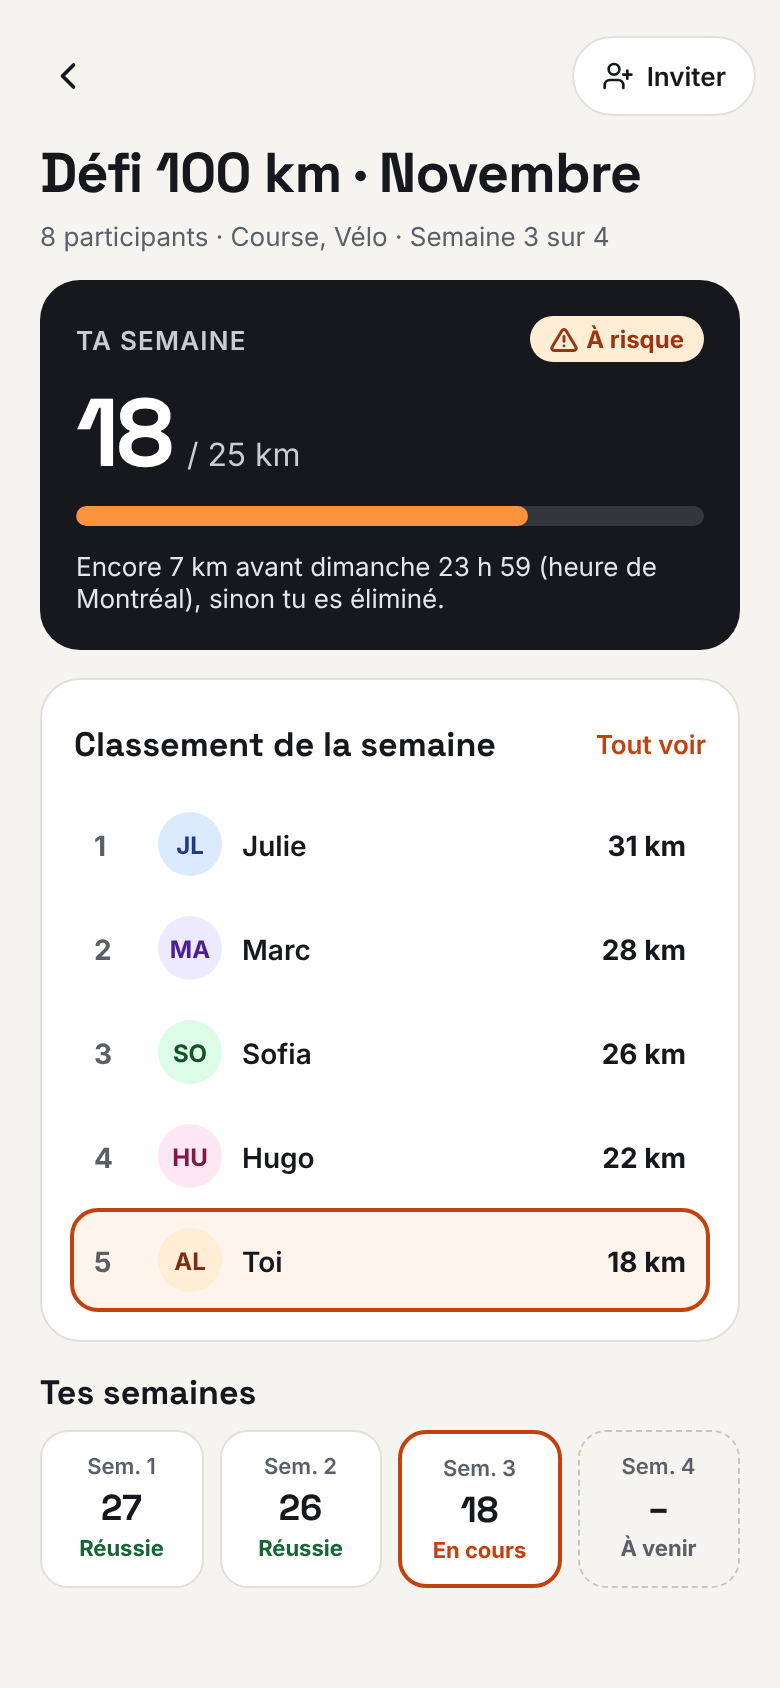 Inviter
Défi 100 km · Novembre
8 participants · Course, Vélo · Semaine 3 sur 4
TA SEMAINE
À risque
18 / 25 km
Encore 7 km avant dimanche 23 h 59 (heure de
Montréal), sinon tu es éliminé.
Classement de la semaine
Tout voir
1 JL Julie 31 km
2 MA Marc 28 km
3 SO Sofia 26 km
4 HU Hugo 22 km
5 AL Toi 18 km
Tes semaines
Sem. 1
27
Réussie
Sem. 2
26
Réussie
Sem. 3
18
En cours
Sem. 4
–
À venir